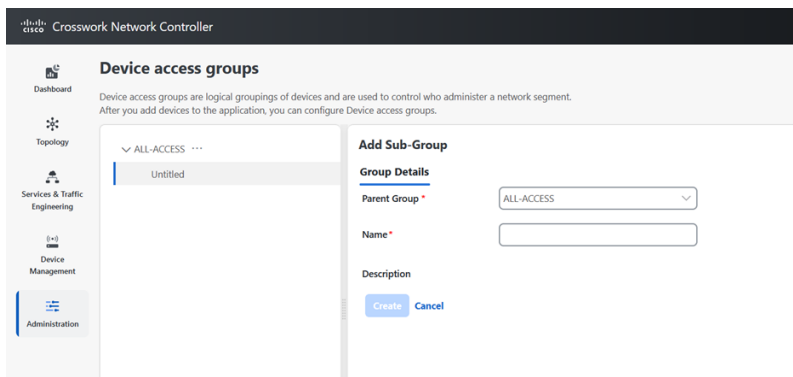 cisco Crosswork Network Controller
Dashboard
Topology
Services & Traffic
Engineering
Device
Management
Administration
Device access groups
Device access groups are logical groupings of devices and are used to control who administer a network segment.
After you add devices to the application, you can configure Device access groups.
ALL-ACCESS ...
Untitled
Add Sub-Group
Group Details
Parent Group * ALL-ACCESS
Name*
Description
Create Cancel